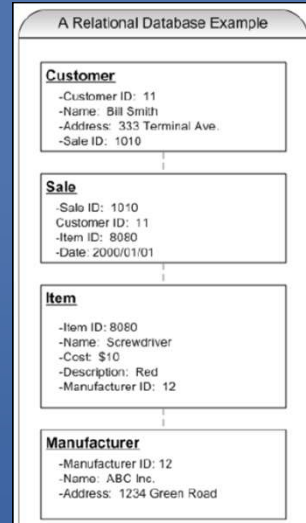 A Relational Database Example
Customer
-Customer ID: 11
-Name: Bill Smith
-Address: 333 Terminal Ave.
-Sale ID: 1010
Sale
-Sale ID: 1010
Customer ID: 11
-Item ID: 8080
-Date: 2000/01/01
Item
-Item ID: 8080
-Name: Screwdriver
-Cost: $10
-Description: Red
-Manufacturer ID: 12
Manufacturer
-Manufacturer ID: 12
-Name: ABC Inc.
-Address: 1234 Green Road